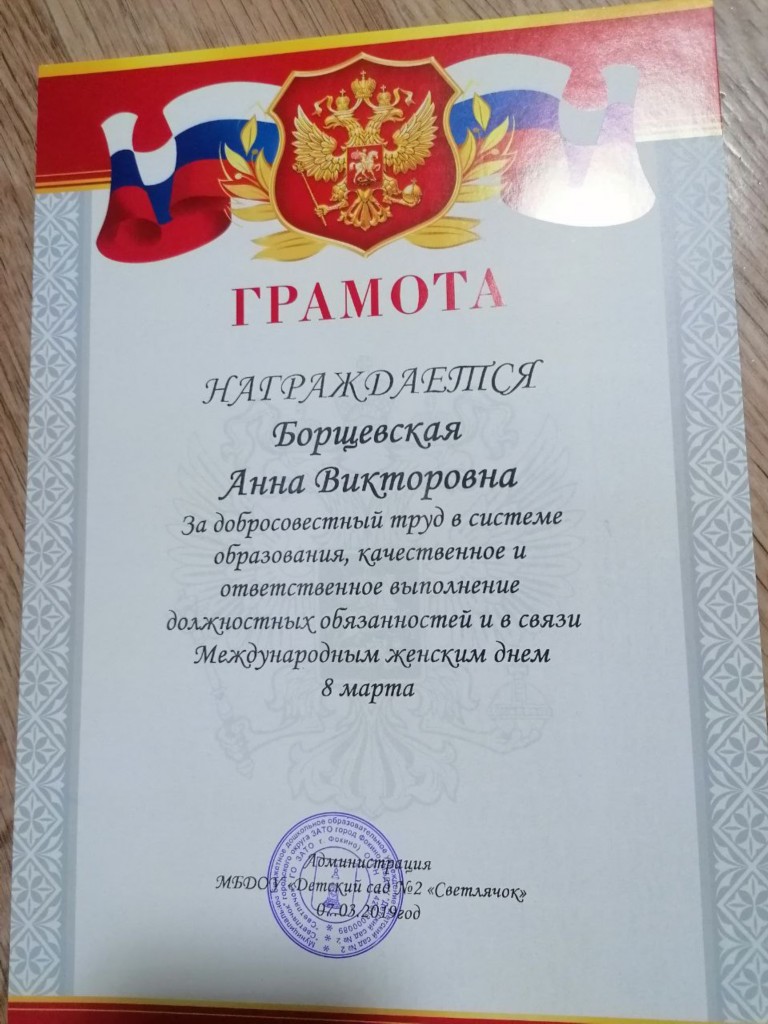 ГРАМОТА
НАГРАЖДАЕТСЯ
Борщевская
Анна Викторовна
За добросовестный труд в системе
образования, качественное и
ответственное выполнение
должностных обязанностей и в связи
Международным женским днем
8 марта
Администрация
МБДОУ «Детский сад №2 «Светлячок»
07.03.2019год